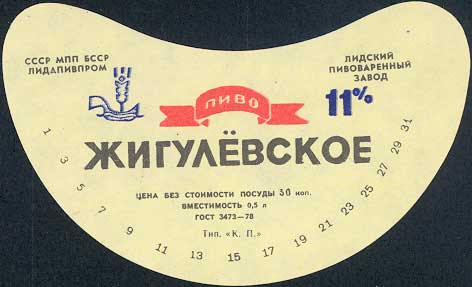 СССР МПП БССР
ЛИДАПИВПРОМ
ЛИДСКИЙ
ПИВОВАРЕННЫЙ
ЗАВОД
11%
ПИВО
ЖИГУЛЁВСКОЕ
ЦЕНА БЕЗ СТОИМОСТИ ПОСУДЫ 30 коп.
ВМЕСТИМОСТЬ 0,5 л
ГОСТ 3473—78
Тип. «К. П.»
1 3 5 7 9 11 13 15 17 19 21 23 25 27 29 31